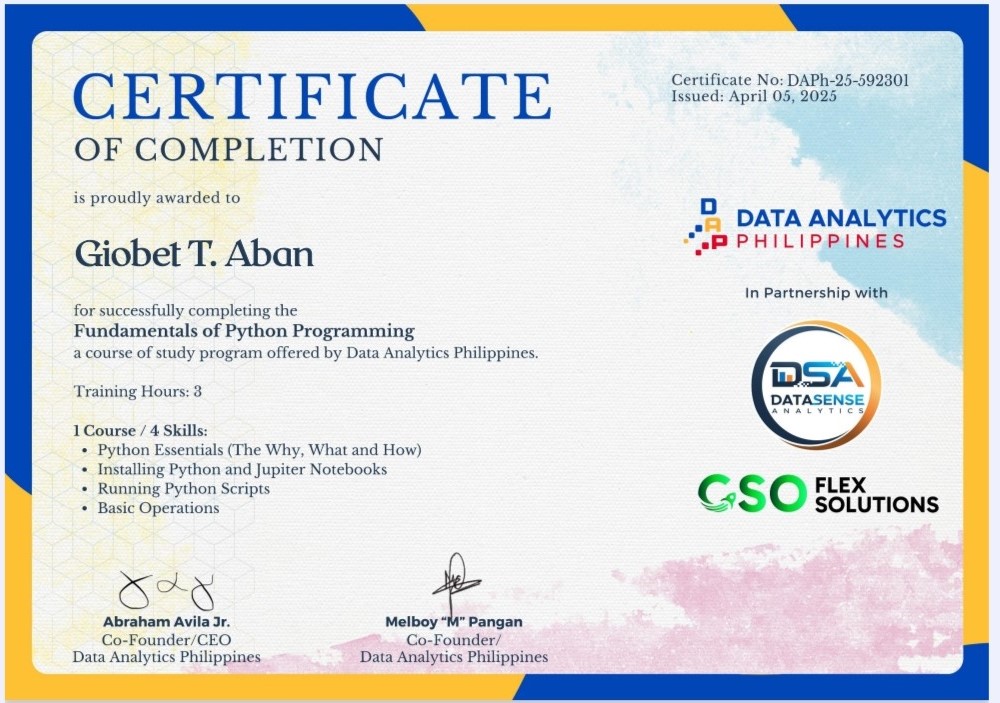 CERTIFICATE
OF COMPLETION
is proudly awarded to
Giobet T. Aban
for successfully completing the
Fundamentals of Python Programming
a course of study program offered by Data Analytics Philippines.
Training Hours: 3
1 Course / 4 Skills:
• Python Essentials (The Why, What and How)
• Installing Python and Jupiter Notebooks
• Running Python Scripts
• Basic Operations
Abraham Avila Jr.
Co-Founder/CEO
Data Analytics Philippines
Melboy “M” Pangan
Co-Founder/
Data Analytics Philippines
Certificate No: DAPh-25-592301
Issued: April 05, 2025
D
A
P
DATA ANALYTICS
PHILIPPINES
In Partnership with
DSA
DATASENSE
ANALYTICS
CSO
FLEX
SOLUTIONS